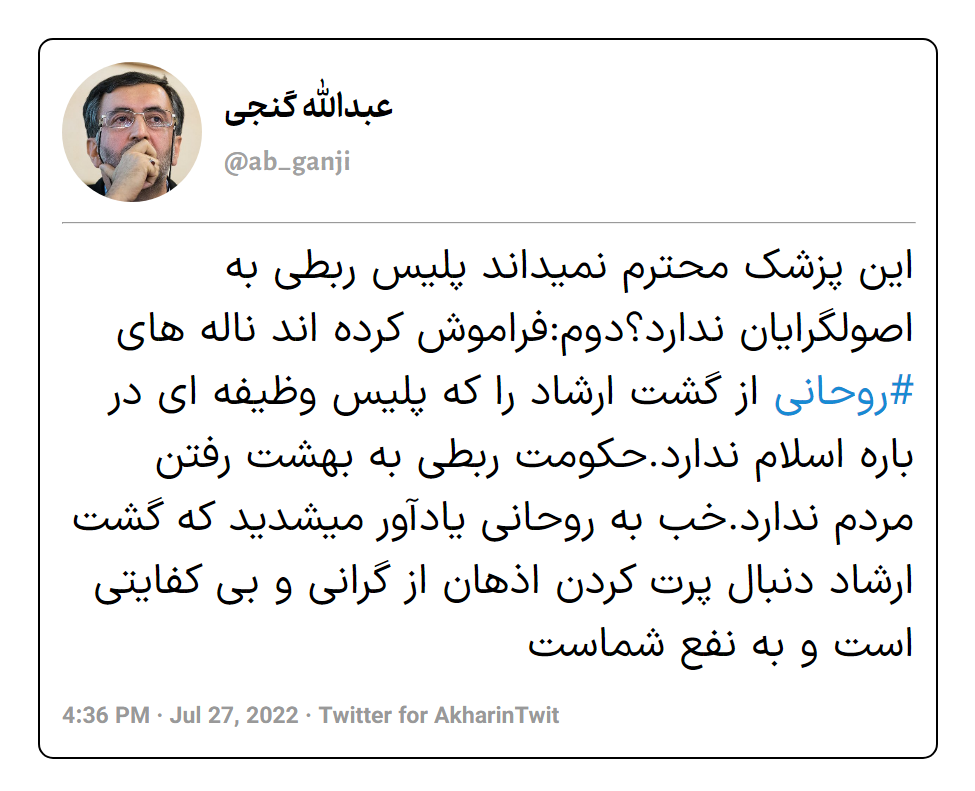 عبدالله گنجی
@ab_ganji
این پزشک محترم نمیداند پلیس ربطی به
اصولگرایان ندارد؟دوم:فراموش کرده اند ناله های
#روحانی از گشت ارشاد را که پلیس وظیفه ای در
باره اسلام ندارد.حکومت ربطی به بهشت رفتن
مردم ندارد.خب به روحانی یادآور میشدید که گشت
ارشاد دنبال پرت کردن اذهان از گرانی و بی کفایتی
است و به نفع شماست
4:36 PM · Jul 27, 2022 · Twitter for AkharinTwit